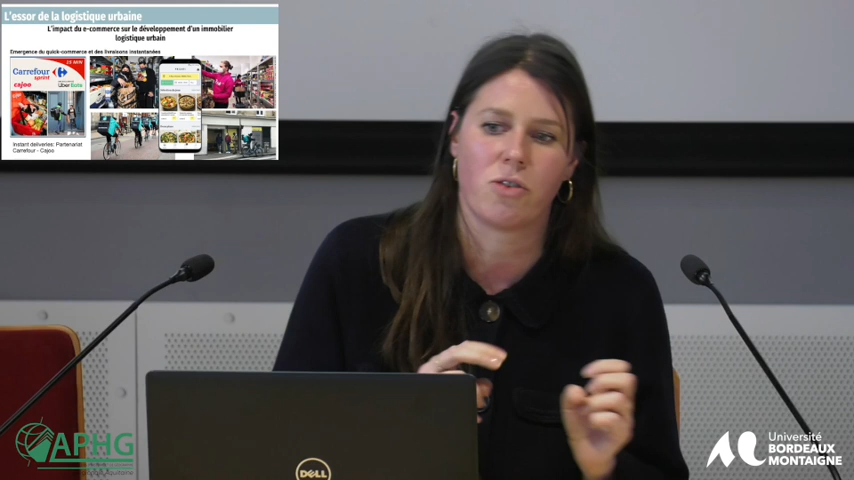 L'essor de la logistique urbaine
L'impact du e-commerce sur le développement d'un immobilier
logistique urbain
Emergence du quick-commerce et des livraisons instantanées
15 MIN
Carrefour
sprint
cajoo
Uber Eats
Instant deliveries: Partenariat
Carrefour - Cajoo
DELL
APHG
Aquitaine
Université
BORDEAUX
MONTAIGNE